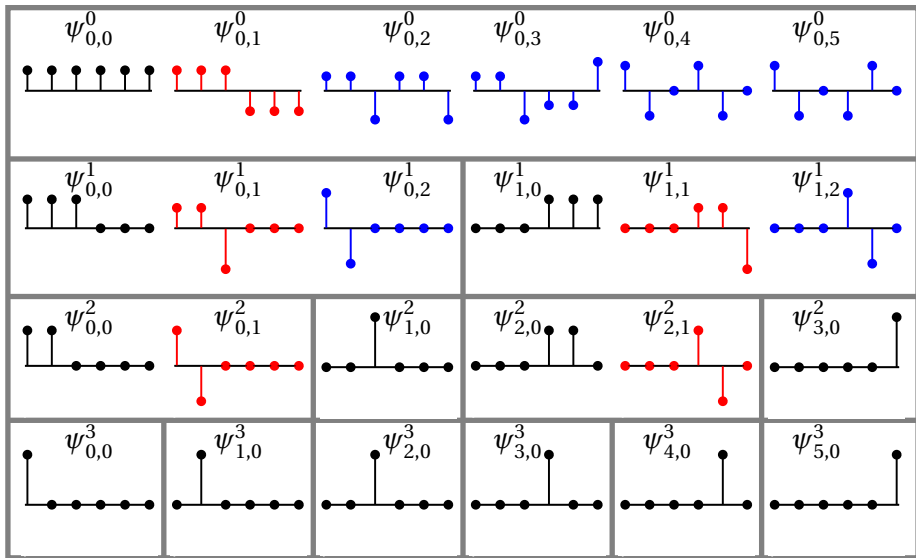 ψ^0_{0,0} ψ^0_{0,1} ψ^0_{0,2} ψ^0_{0,3} ψ^0_{0,4} ψ^0_{0,5}
ψ^1_{0,0} ψ^1_{0,1} ψ^1_{0,2} ψ^1_{1,0} ψ^1_{1,1} ψ^1_{1,2}
ψ^2_{0,0} ψ^2_{0,1} ψ^2_{1,0} ψ^2_{2,0} ψ^2_{2,1} ψ^2_{3,0}
ψ^3_{0,0} ψ^3_{1,0} ψ^3_{2,0} ψ^3_{3,0} ψ^3_{4,0} ψ^3_{5,0}